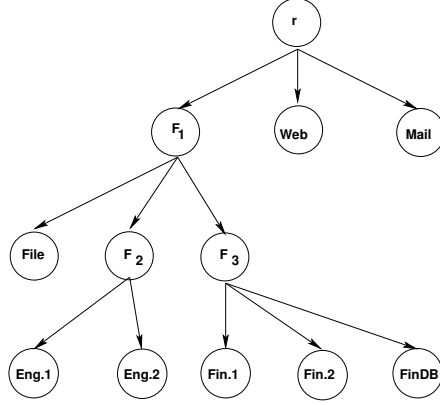 r
F1 Web Mail
File F2 F3
Eng.1 Eng.2 Fin.1 Fin.2 FinDB